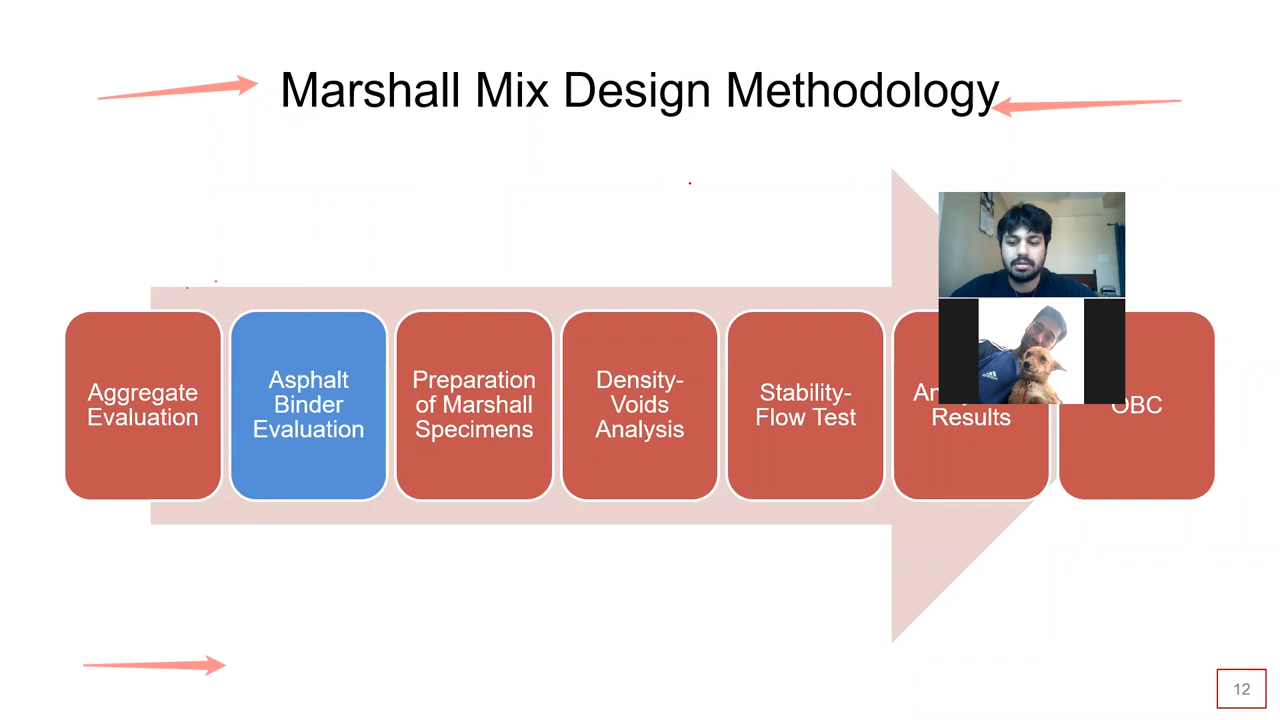 Marshall Mix Design Methodology
Aggregate
Evaluation
Asphalt
Binder
Evaluation
Preparation
of Marshall
Specimens
Density-
Voids
Analysis
Stability-
Flow Test
Results
OBC
12